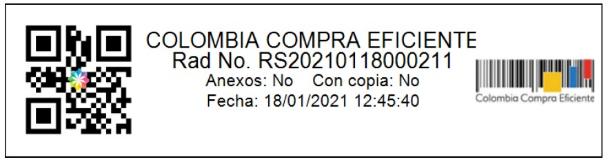 COLOMBIA COMPRA EFICIENTE
Rad No. RS20210118000211
Anexos: No Con copia: No
Fecha: 18/01/2021 12:45:40
Colombia Compra Eficiente